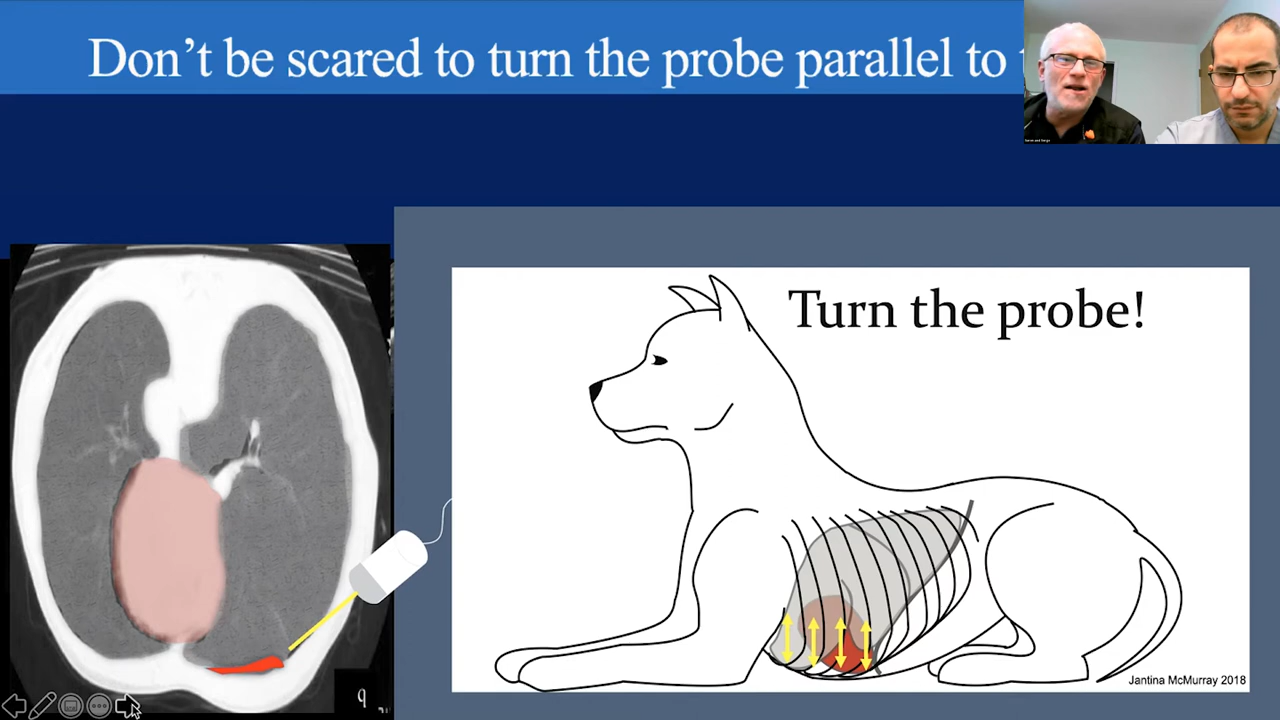 Don’t be scared to turn the probe parallel to
Turn the probe!
Jantina McMurray 2018